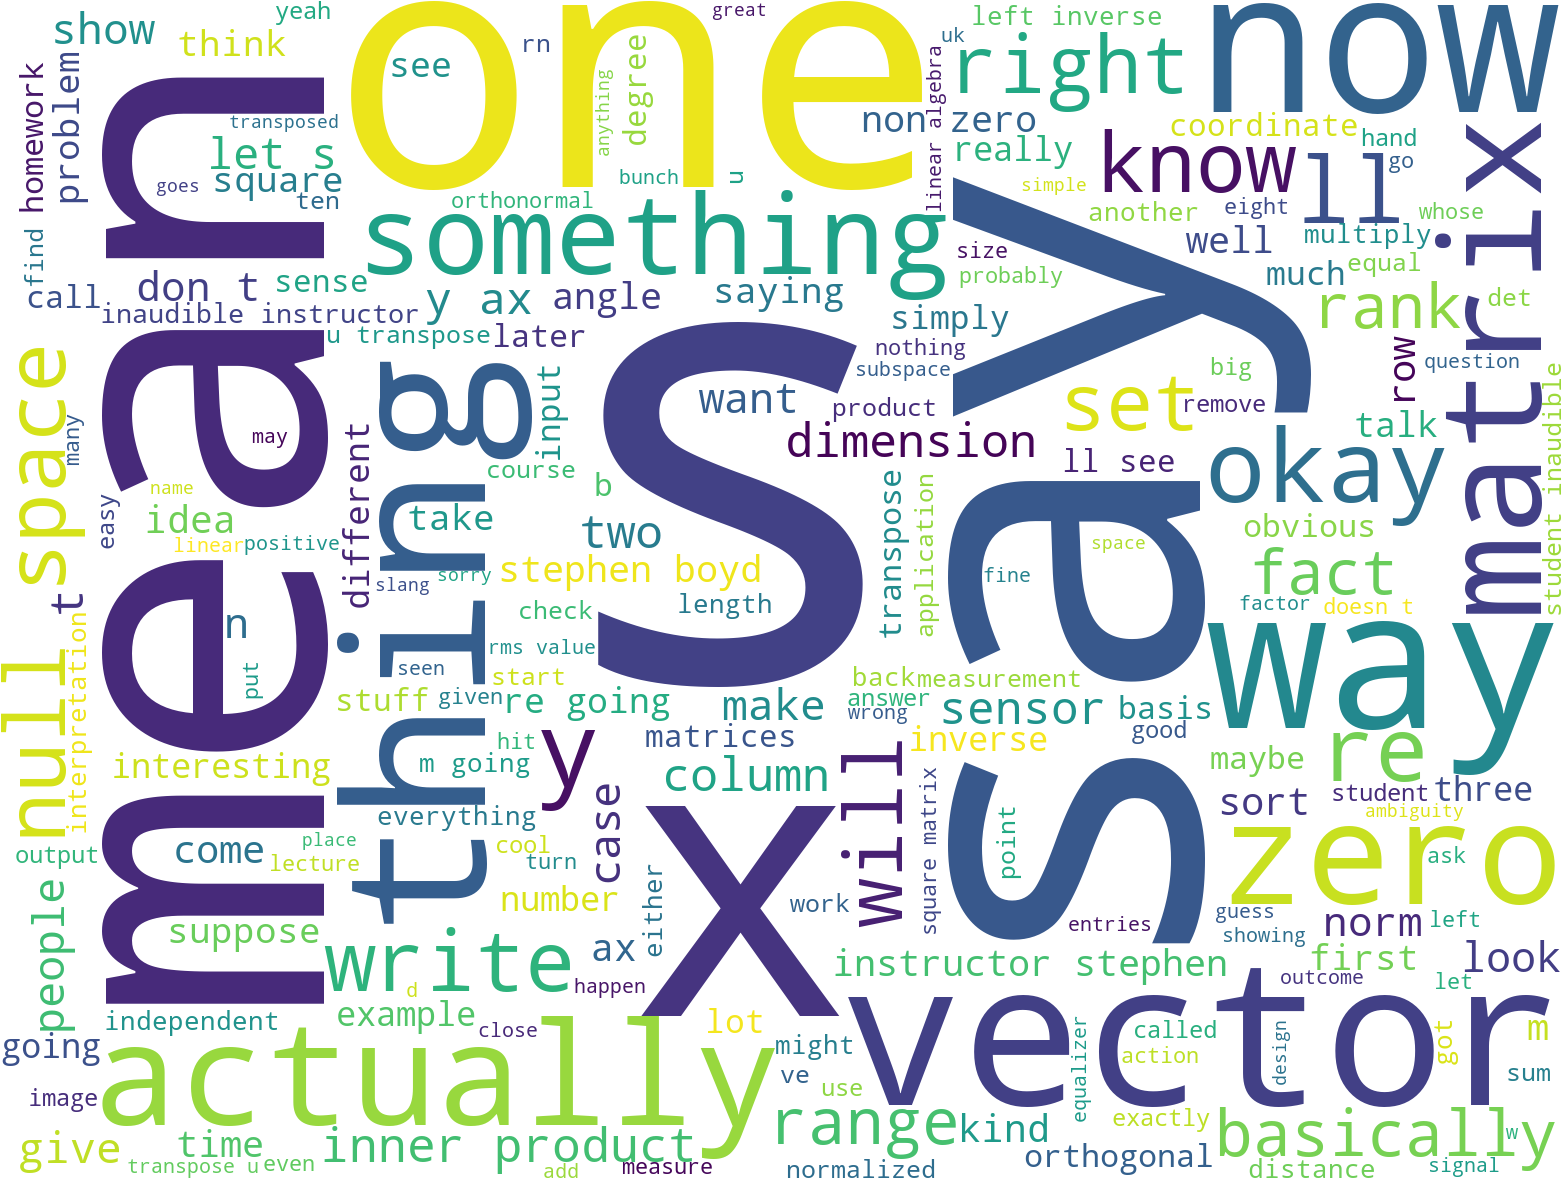 yeah
great
show
think
one
rn
left inverse
now
see
uk
right
find homework
problem
degree
anything
linear algebra
transposed
let s
non zero
coordinate
hand
really
know
ll
go
mean
goes
square
bunch
u
simple
ten
orthonormal
another
eight
whose
something
size
well
multiply
matrix
don t
sense
probably
much
equal
call
y ax
angle
saying
rank
det
inaudible instructor
simply
u transpose
later
nothing
say
row
question
null space
thing
input
S
subspace
big
many
may
want
product
set
remove
student inaudible
different
dimension
talk
ll see
okay
course
easy
name
b
transpose
application
idea
take
two
obvious
linear
positive
space
t
slang
sorry
stephen boyd
fine
fact
n
check
length
factor
doesn t
interpretation
rms value
way
put
seen
start
back
measurement
stuff
given
re going
make
answer
wrong
sensor
basis
y
hit
matrices
inverse
good
interesting
m going
column
will
maybe
re
case
x
square matrix
sort
student
three
everything
point
ambiguity
output
come
place
cool
zero
lecture
turn
ask
people
number
either
work
guess
suppose
entries
norm
left
write
ax
showing
instructor stephen
first
look
d
happen
vector
outcome
let
independent
example
close
lot
going
actually
might
equalizer
called
design
got
m
action
ve
sum
image
use
range
exactly
give
time
inner product
kind
basically
w
transpose u
even
add
measure
normalized
orthogonal
distance
signal